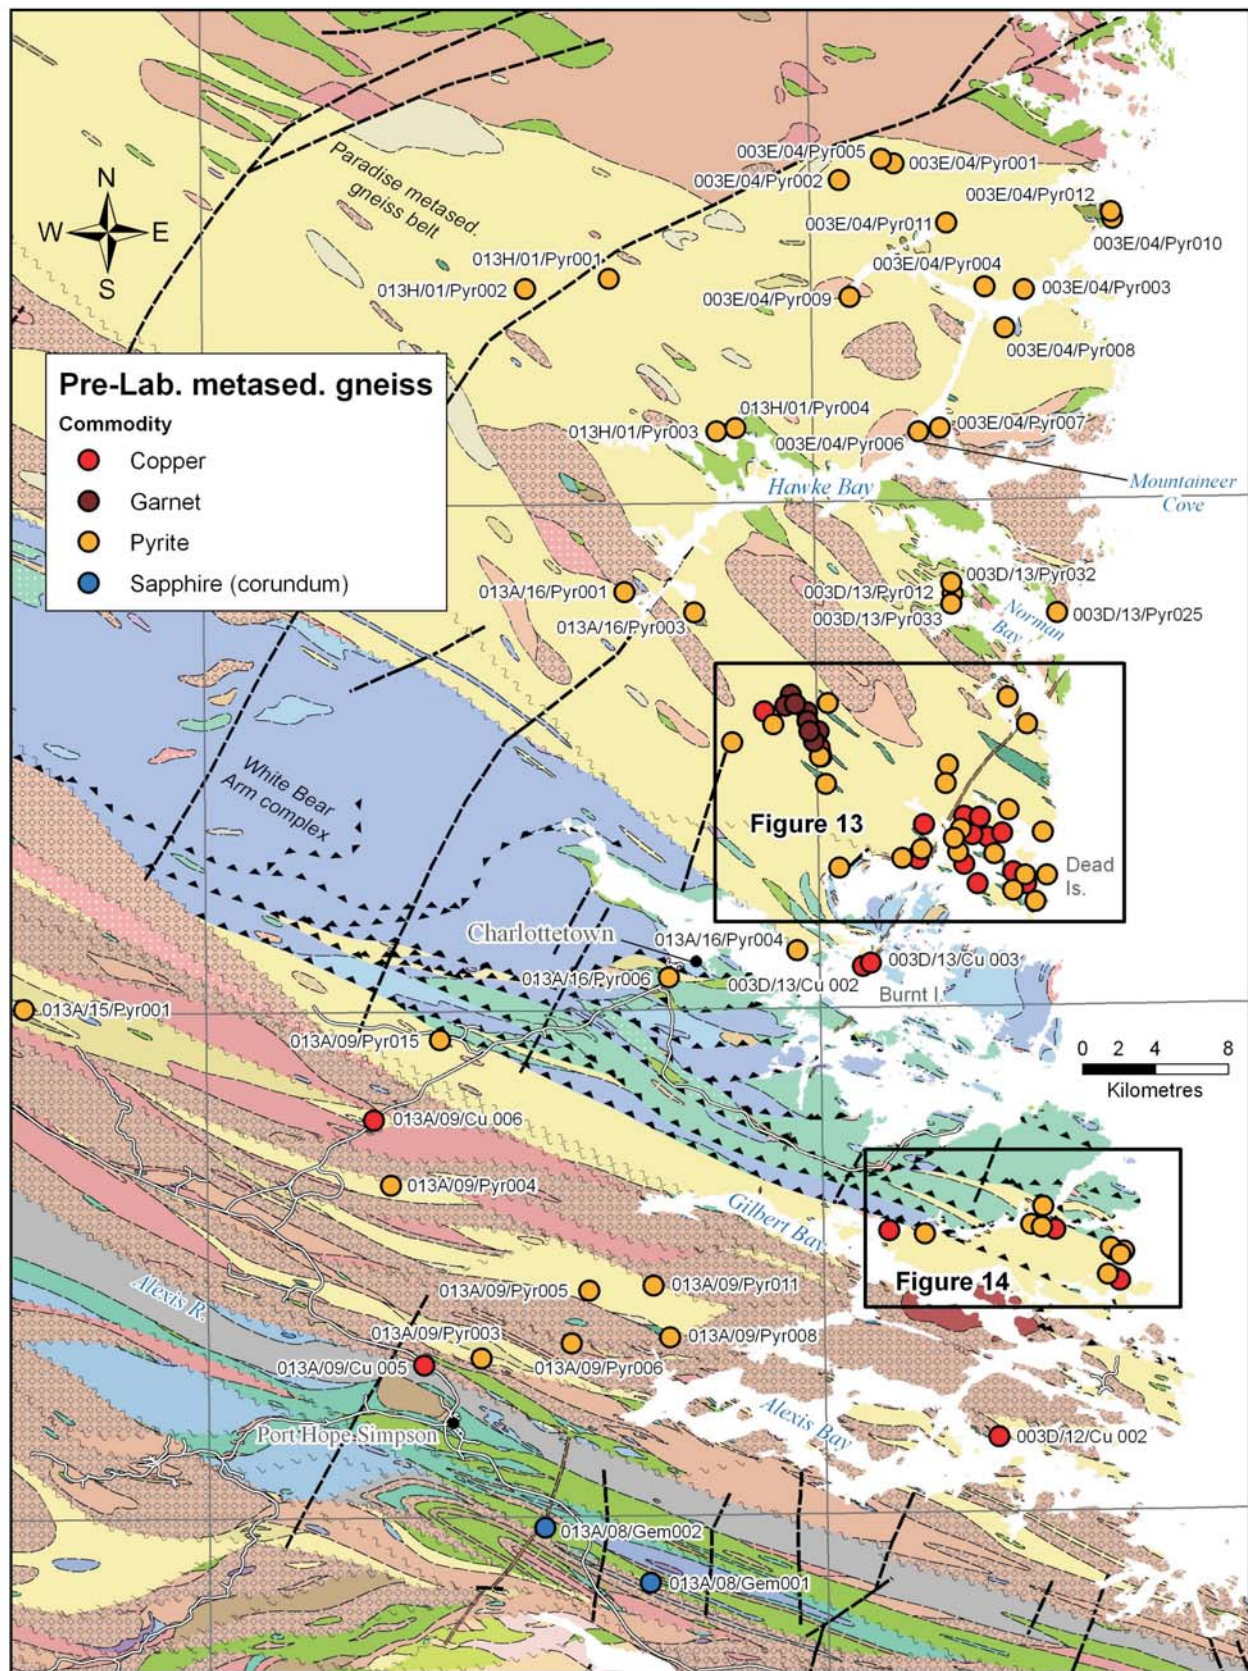 003E/04/Pyr005
003E/04/Pyr001
003E/04/Pyr002
Paradise metased.
gneiss belt
003E/04/Pyr012
N
W E
S
003E/04/Pyr011
003E/04/Pyr010
013H/01/Pyr001
003E/04/Pyr004
013H/01/Pyr002
003E/04/Pyr009
003E/04/Pyr003
003E/04/Pyr008
Pre-Lab. metased. gneiss
Commodity
Copper
Garnet
Pyrite
Sapphire (corundum)
013H/01/Pyr004
013H/01/Pyr003
003E/04/Pyr006
003E/04/Pyr007
Hawke Bay
Mountaineer
Cove
003D/13/Pyr032
013A/16/Pyr001
003D/13/Pyr012
003D/13/Pyr033
003D/13/Pyr025
013A/16/Pyr003
Norman
Bay
White Bear
Arm complex
Figure 13
Dead
Is.
Charlottetown
013A/16/Pyr004
013A/16/Pyr006
003D/13/Cu 003
003D/13/Cu 002
Burnt I.
013A/15/Pyr001
013A/09/Pyr015
0 2 4 8
Kilometres
013A/09/Cu 006
013A/09/Pyr004
Gilbert Bay
Figure 14
Alexis R.
013A/09/Pyr005
013A/09/Pyr011
013A/09/Pyr003
013A/09/Pyr008
013A/09/Cu 005
013A/09/Pyr006
Port Hope Simpson
Alexis Bay
003D/12/Cu 002
013A/08/Gem002
013A/08/Gem001